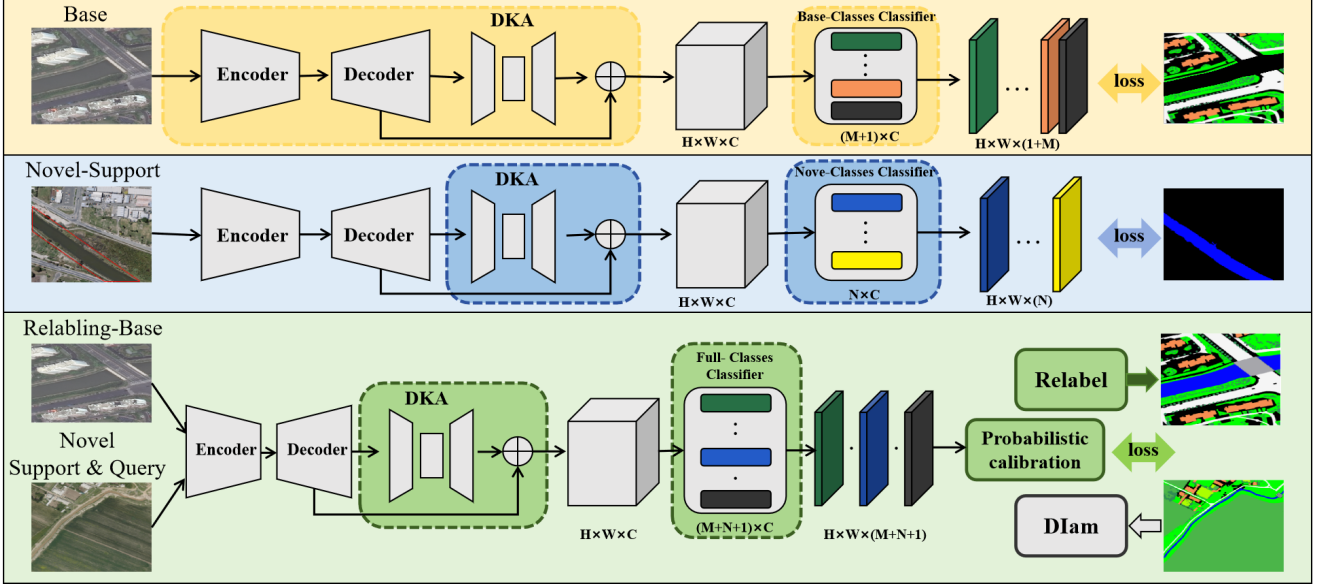 Base
Encoder
Decoder
DKA
H×W×C
Base-Classes Classifier
(M+1)×C
H×W×(1+M)
loss
Novel-Support
Encoder
Decoder
DKA
H×W×C
Nove-Classes Classifier
N×C
H×W×(N)
loss
Relabling-Base
Novel
Support & Query
Encoder
Decoder
DKA
H×W×C
Full- Classes
Classifier
(M+N+1)×C
H×W×(M+N+1)
Relabel
Probabilistic
calibration
loss
DIam